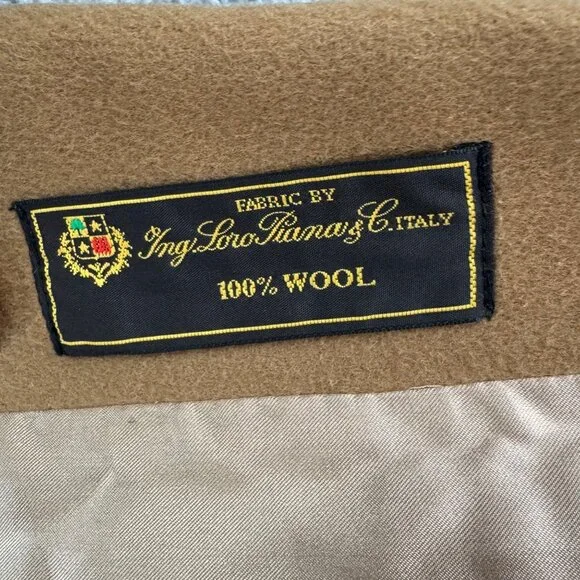 FABRIC BY
Ing. Loro Piana & C. ITALY
100% WOOL